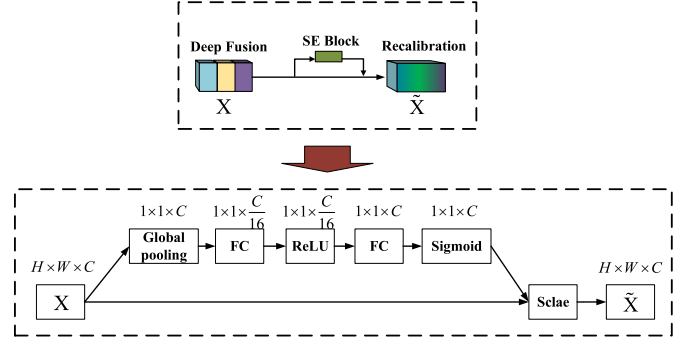 SE Block
Deep Fusion
Recalibration
X
X̃
1×1×C
1×1×C/16
1×1×C/16
1×1×C
1×1×C
Global pooling
FC
ReLU
FC
Sigmoid
H×W×C
H×W×C
X
Sclae
X̃